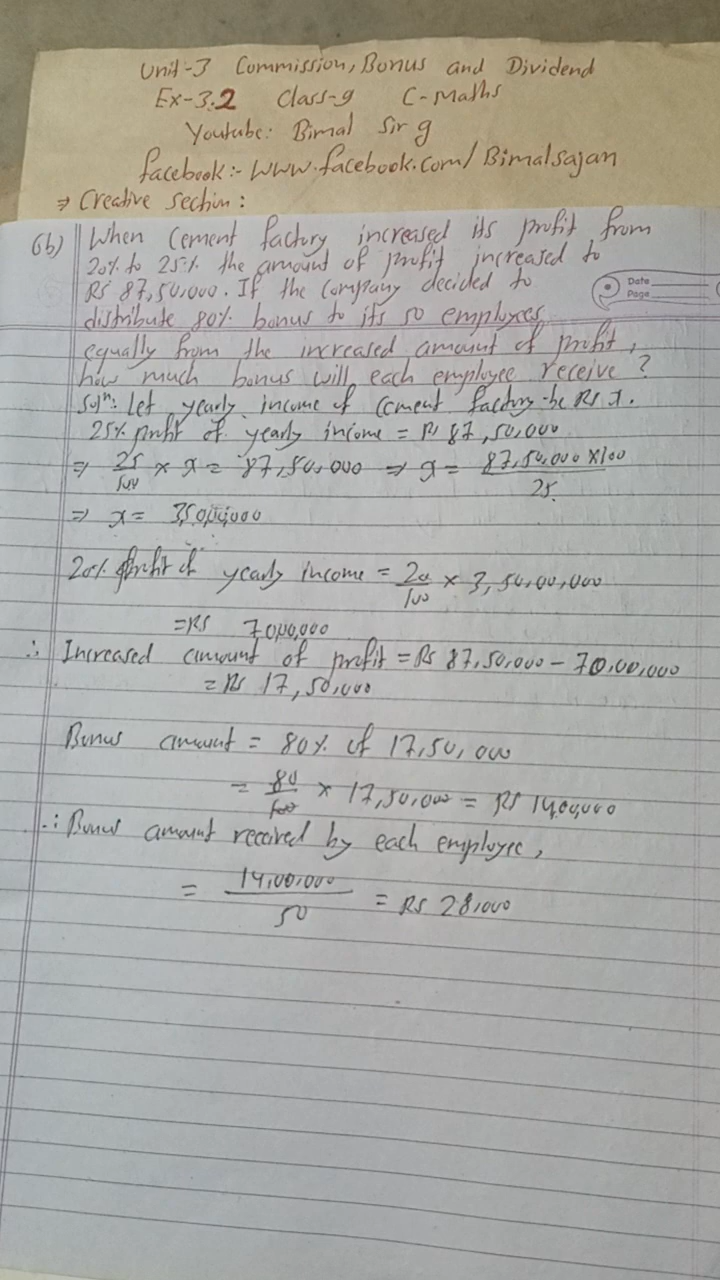 Unit-3 Commission, Bonus and Dividend
Ex-3.2 Class-9 C-Maths
Youtube: Bimal Sir g
facebook:- www.facebook.com/Bimalsajan
⇒ Creative Section:
6b) When Cement factory increased its profit from
20% to 25% the amount of profit increased to
RS 87,50,000. If the Company decided to
Date
Page
distribute 80% bonus to its 50 employees
equally from the increased amount of profit,
how much bonus will each employee receive?
Solⁿ: Let yearly income of cement factory be RS x.
25% profit of yearly income = RS 87,50,000
⇒ 25/100 × x = 87,50,000 ⇒ x = 87,50,000 × 100 / 25
⇒ x = 35000000
20% profit of yearly income = 20/100 × 3,50,00,000
= RS 7000,000
∴ Increased amount of profit = RS 87,50,000 - 70,00,000
= RS 17,50,000
Bonus amount = 80% of 17,50,000
= 80/100 × 17,50,000 = RS 14,00,000
∴ Bonus amount received by each employee,
= 14,00,000 / 50 = RS 28,000